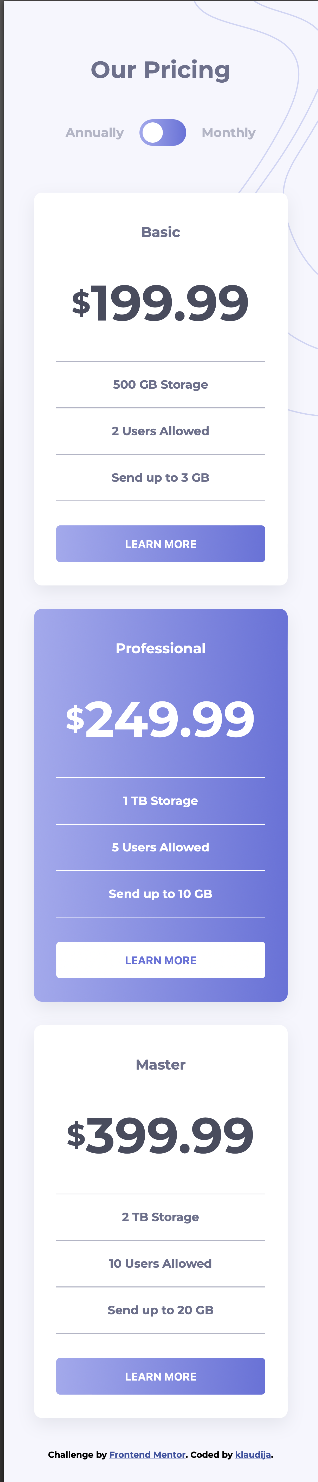 Our Pricing
Annually Monthly
Basic
$199.99
500 GB Storage
2 Users Allowed
Send up to 3 GB
LEARN MORE
Professional
$249.99
1 TB Storage
5 Users Allowed
Send up to 10 GB
LEARN MORE
Master
$399.99
2 TB Storage
10 Users Allowed
Send up to 20 GB
LEARN MORE
Challenge by Frontend Mentor. Coded by klaudija.